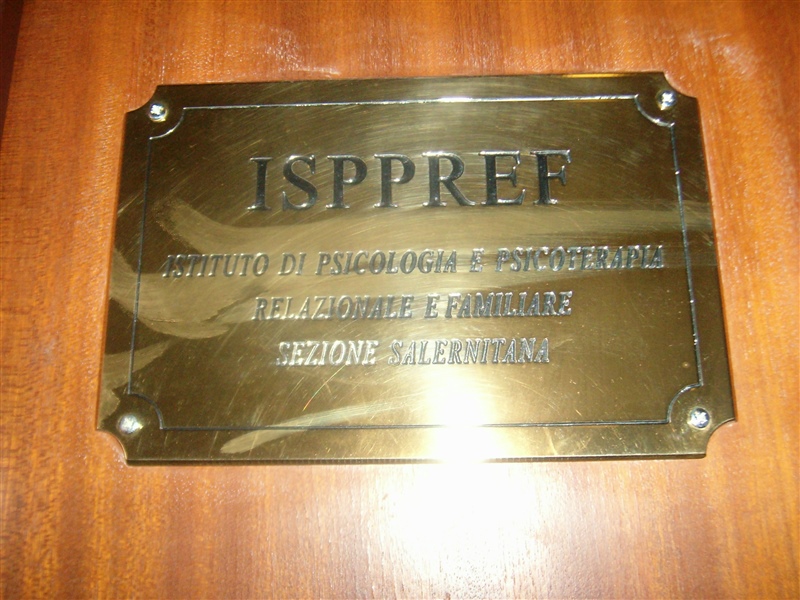 ISPPREF
ISTITUTO DI PSICOLOGIA E PSICOTERAPIA
RELAZIONALE E FAMILIARE
SEZIONE SALERNITANA